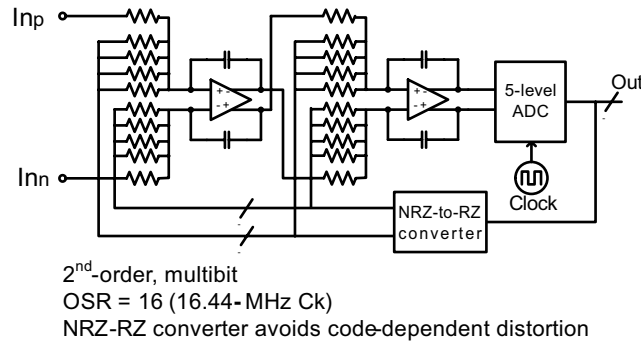 Inp
+ -
- +
+ -
- +
5-level
ADC
Out
Inn
Clock
NRZ-to-RZ
converter
2nd-order, multibit
OSR = 16 (16.44-MHz Ck)
NRZ-RZ converter avoids code-dependent distortion